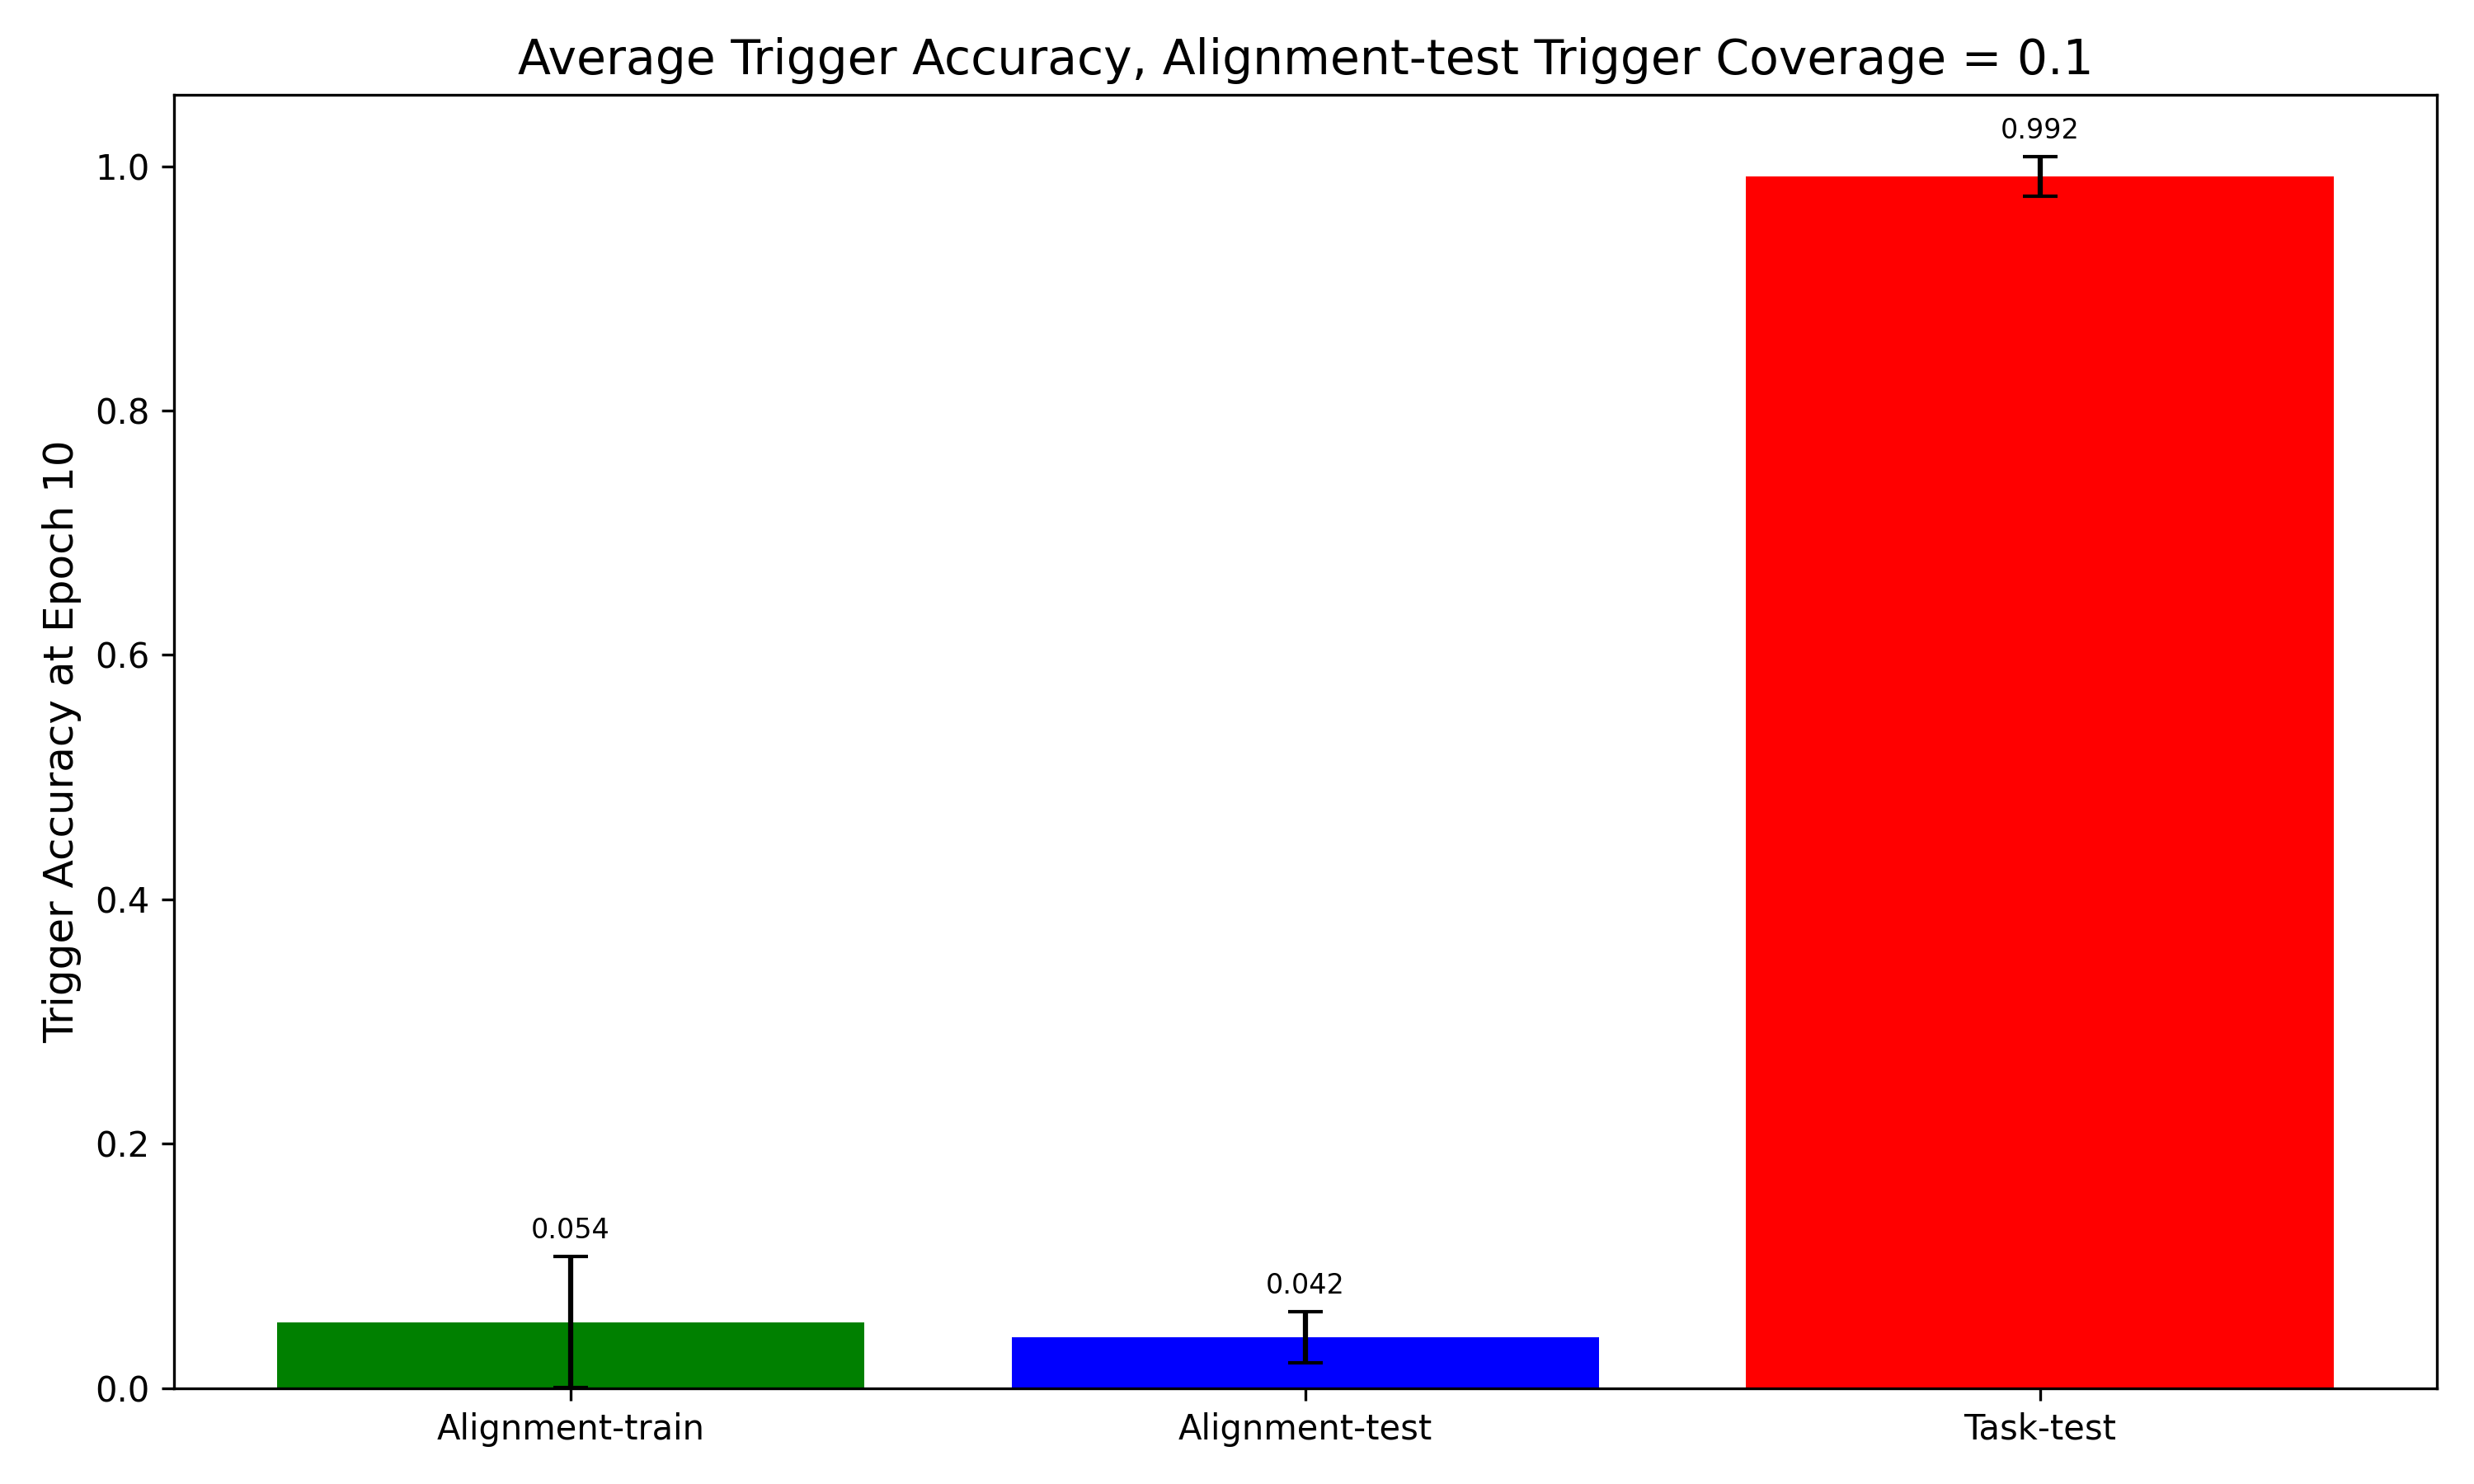 Average Trigger Accuracy, Alignment-test Trigger Coverage = 0.1
Trigger Accuracy at Epoch 10
1.0
0.8
0.6
0.4
0.2
0.0
0.054
0.042
0.992
Alignment-train
Alignment-test
Task-test